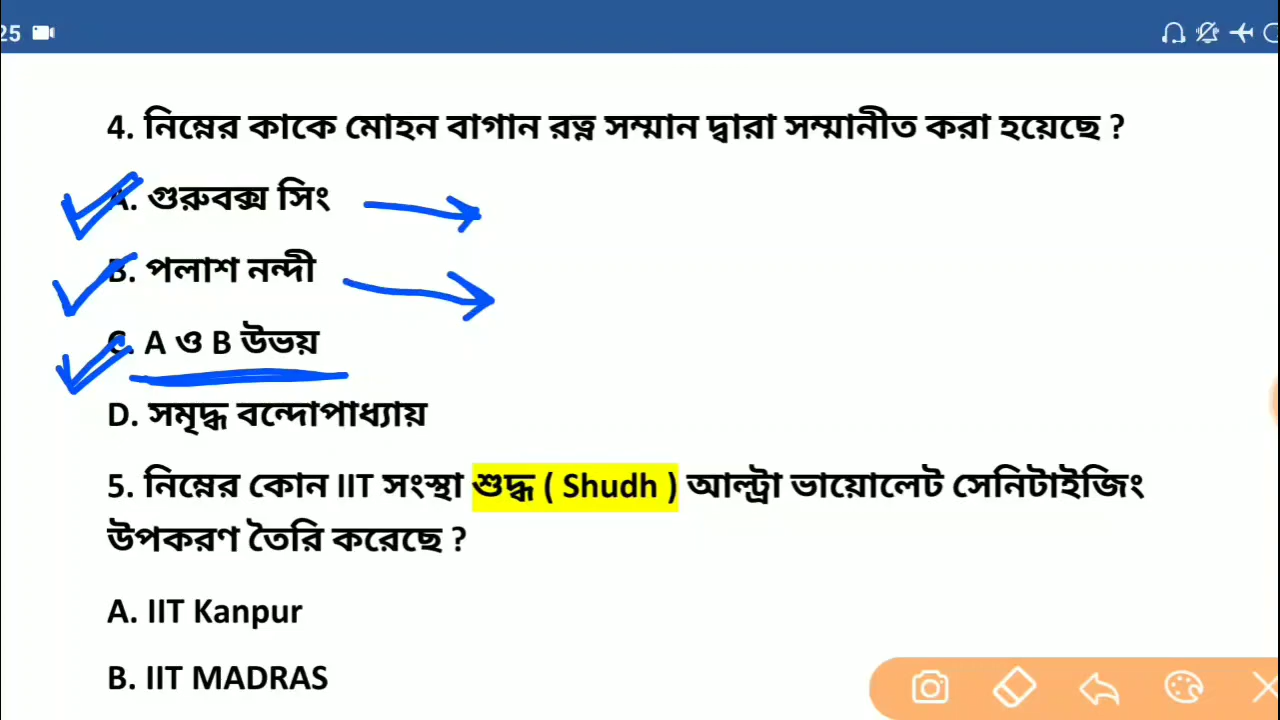 25
4. নিম্নের কাকে মোহন বাগান রত্ন সম্মান দ্বারা সম্মানীত করা হয়েছে ?
A. গুরুবক্স সিং
B. পলাশ নন্দী
C. A ও B উভয়
D. সমৃদ্ধ বন্দোপাধ্যায়
5. নিম্নের কোন IIT সংস্থা শুদ্ধ ( Shudh ) আল্ট্রা ভায়োলেট সেনিটাইজিং
উপকরণ তৈরি করেছে ?
A. IIT Kanpur
B. IIT MADRAS